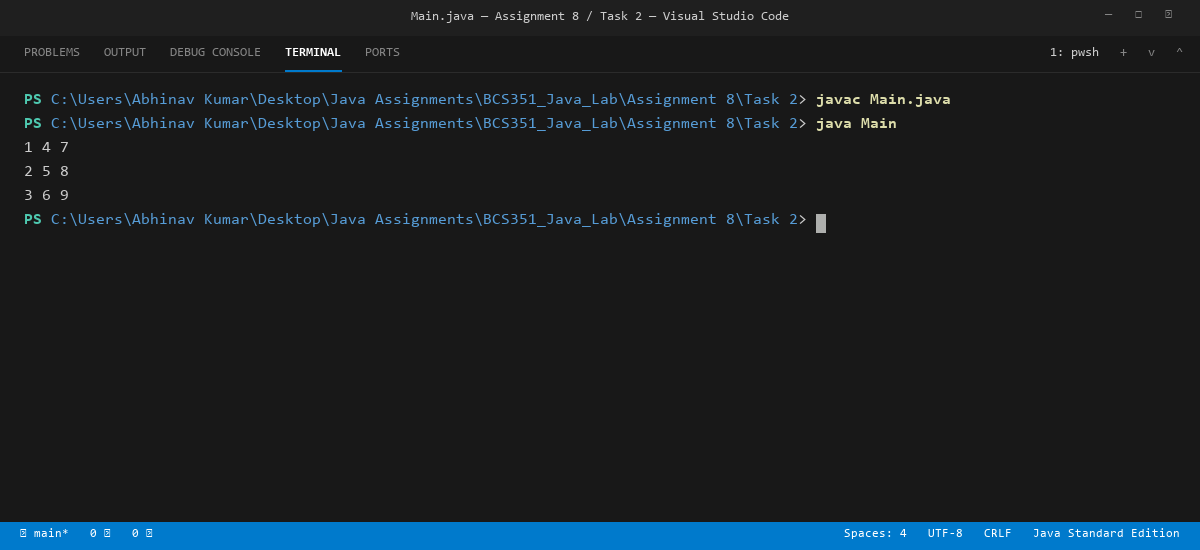 Main.java — Assignment 8 / Task 2 — Visual Studio Code
PROBLEMS OUTPUT DEBUG CONSOLE TERMINAL PORTS 1: pwsh + v ^
PS C:\Users\Abhinav Kumar\Desktop\Java Assignments\BCS351_Java_Lab\Assignment 8\Task 2> javac Main.java
PS C:\Users\Abhinav Kumar\Desktop\Java Assignments\BCS351_Java_Lab\Assignment 8\Task 2> java Main
1 4 7
2 5 8
3 6 9
PS C:\Users\Abhinav Kumar\Desktop\Java Assignments\BCS351_Java_Lab\Assignment 8\Task 2>
main* 0 0 Spaces: 4 UTF-8 CRLF Java Standard Edition